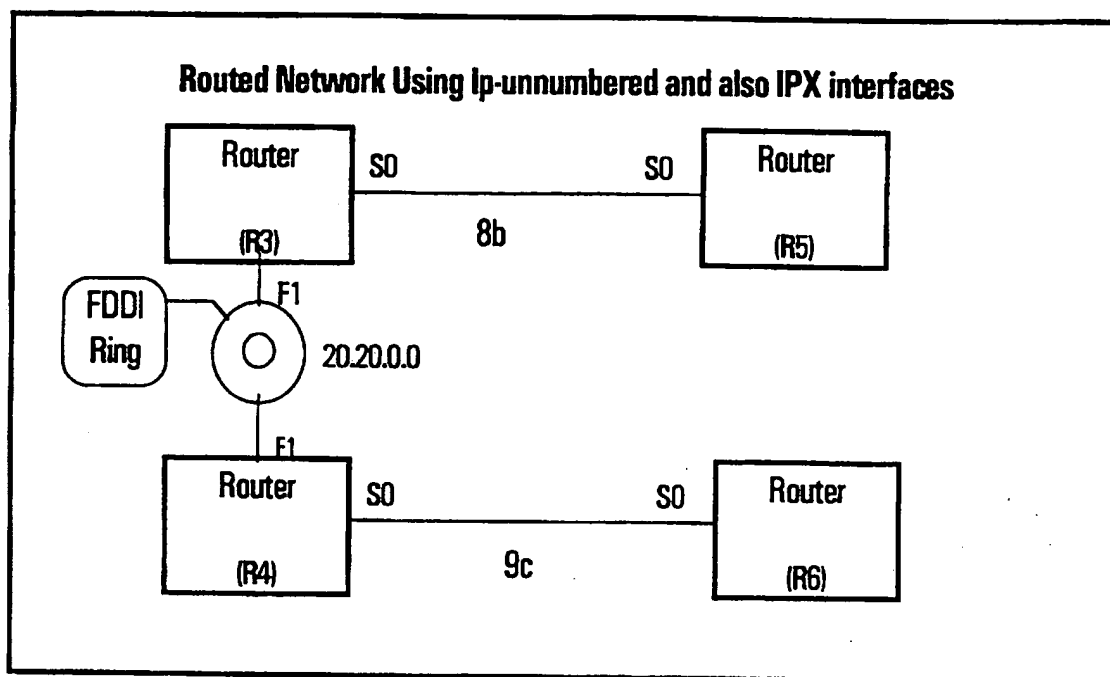 Routed Network Using Ip-unnumbered and also IPX interfaces
Router
(R3)
S0
S0
8b
Router
(R5)
F1
FDDI
Ring
20.20.0.0
F1
Router
(R4)
S0
S0
9c
Router
(R6)